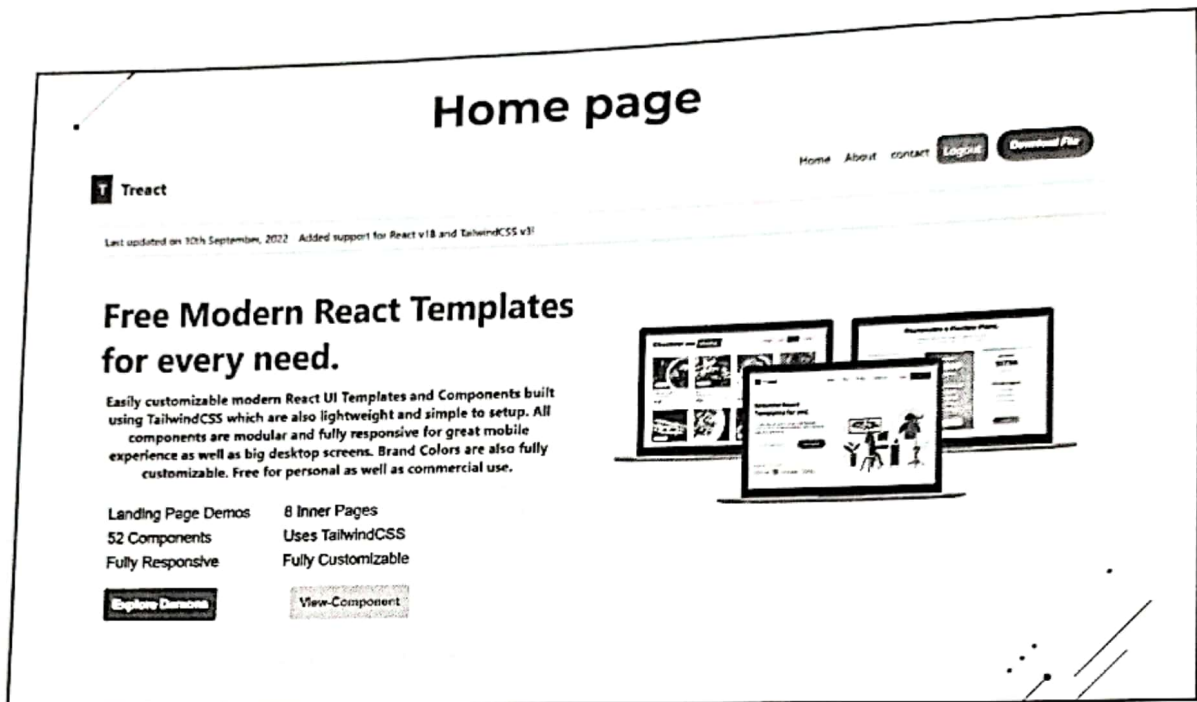 Home page
Home About contact Logout Download File
T Treact
Last updated on 30th September, 2022 Added support for React v18 and TailwindCSS v3!
Free Modern React Templates
for every need.
Easily customizable modern React UI Templates and Components built
using TailwindCSS which are also lightweight and simple to setup. All
components are modular and fully responsive for great mobile
experience as well as big desktop screens. Brand Colors are also fully
customizable. Free for personal as well as commercial use.
Landing Page Demos 8 Inner Pages
52 Components Uses TailwindCSS
Fully Responsive Fully Customizable
Explore View-Component